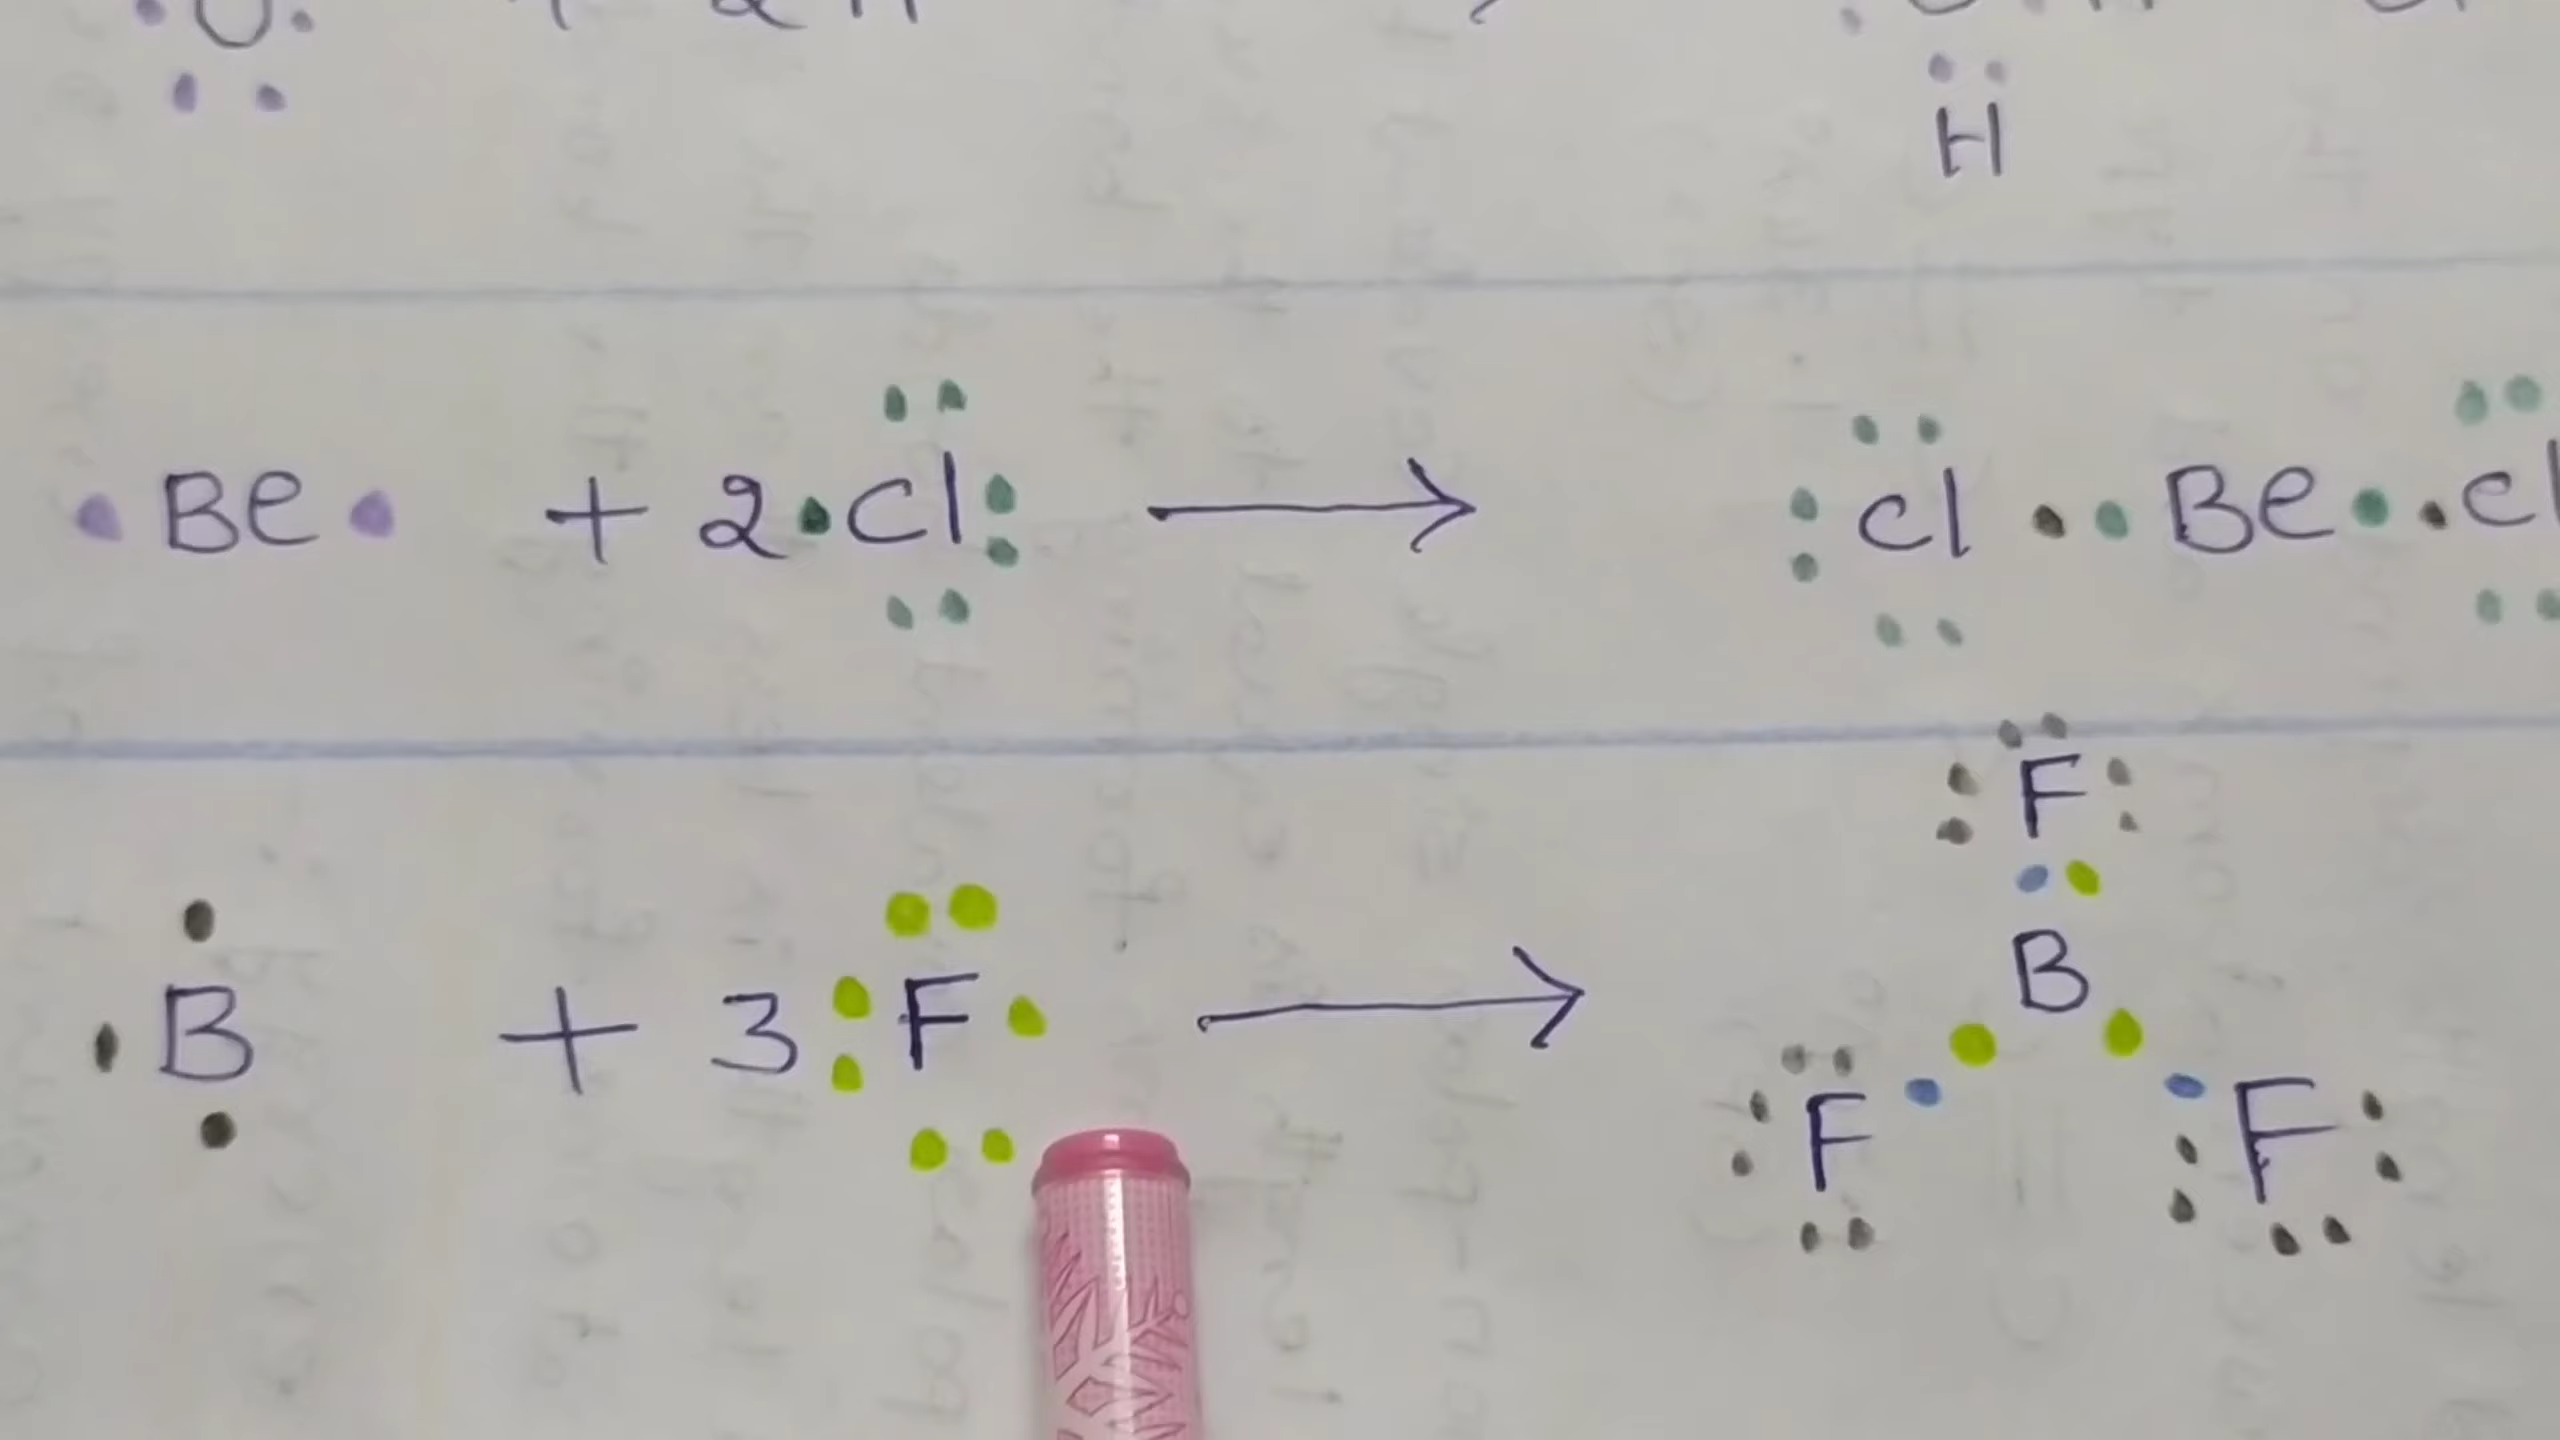 H
Be + 2 Cl → Cl Be Cl
F
B + 3 F → B
F F